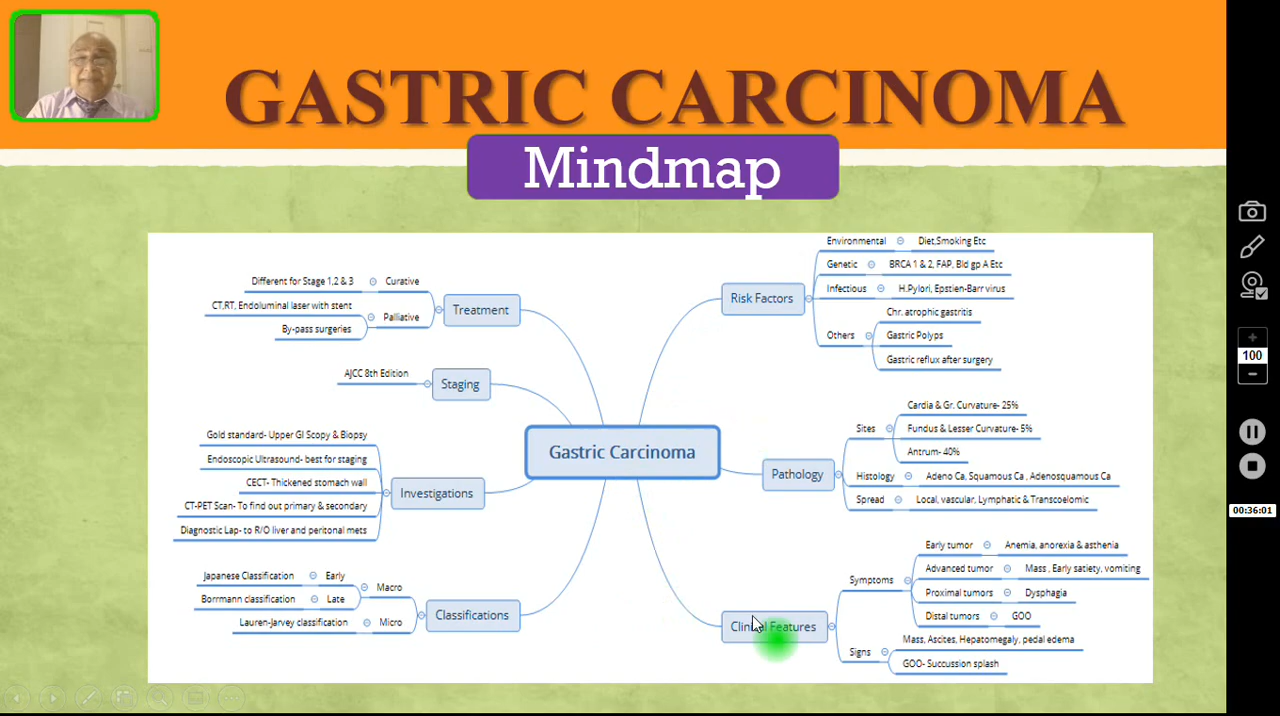 GASTRIC CARCINOMA
Mindmap
Gastric Carcinoma
Risk Factors
Environmental
Diet,Smoking Etc
Genetic
BRCA 1 & 2, FAP, Bld gp A Etc
Infectious
H.Pylori, Epstien-Barr virus
Others
Chr. atrophic gastritis
Gastric Polyps
Gastric reflux after surgery
Pathology
Sites
Cardia & Gr. Curvature- 25%
Fundus & Lesser Curvature- 5%
Antrum- 40%
Histology
Adeno Ca, Squamous Ca , Adenosquamous Ca
Spread
Local, vascular, Lymphatic & Transcoelomic
Clinical Features
Symptoms
Early tumor
Anemia, anorexia & asthenia
Advanced tumor
Mass , Early satiety, vomiting
Proximal tumors
Dysphagia
Distal tumors
GOO
Signs
Mass, Ascites, Hepatomegaly, pedal edema
GOO- Succussion splash
Treatment
Curative
Different for Stage 1,2 & 3
Palliative
CT,RT, Endoluminal laser with stent
By-pass surgeries
Staging
AJCC 8th Edition
Investigations
Gold standard- Upper GI Scopy & Biopsy
Endoscopic Ultrasound- best for staging
CECT- Thickened stomach wall
CT-PET Scan- To find out primary & secondary
Diagnostic Lap- to R/O liver and peritonal mets
Classifications
Macro
Early
Japanese Classification
Late
Borrmann classification
Micro
Lauren-Jarvey classification
100
00:36:01